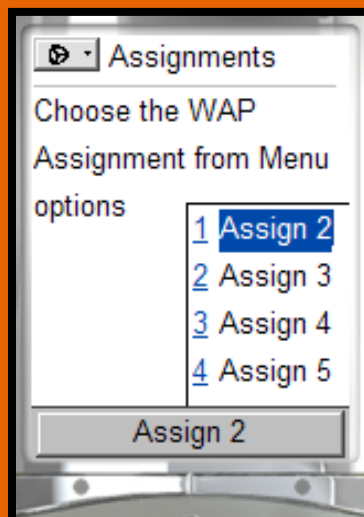 Assignments
Choose the WAP
Assignment from Menu
options
1 Assign 2
2 Assign 3
3 Assign 4
4 Assign 5
Assign 2